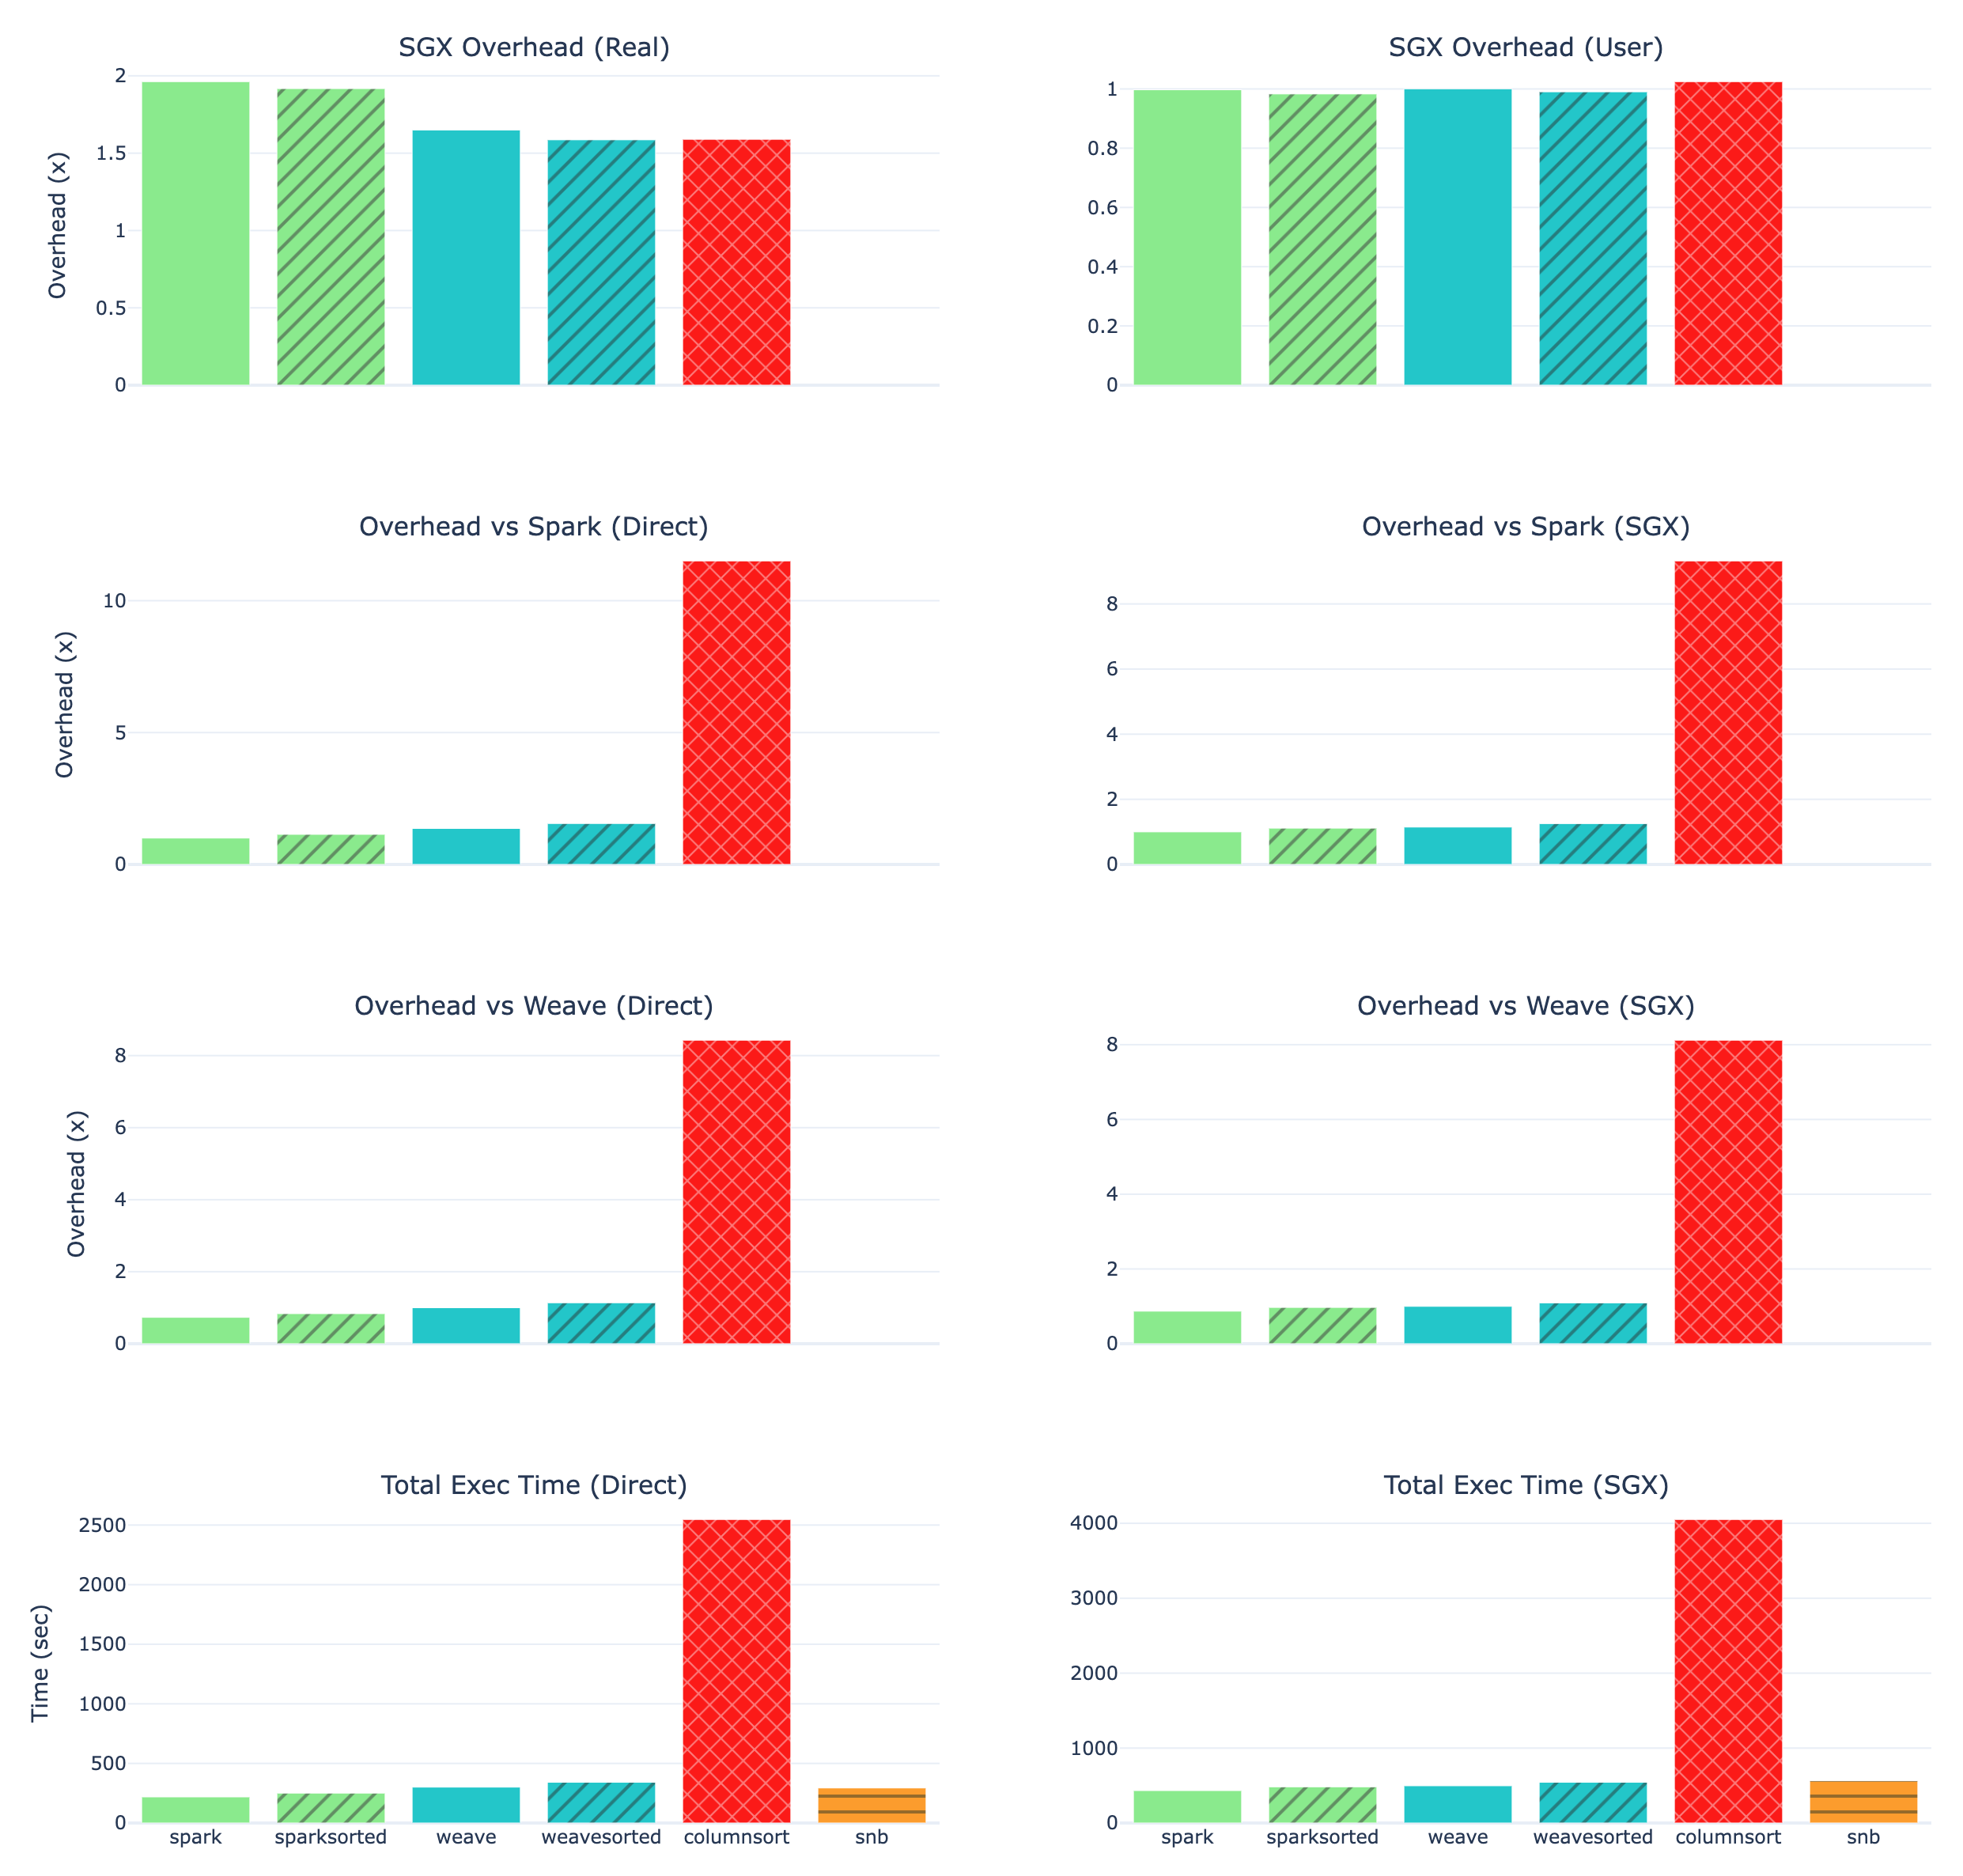 SGX Overhead (Real)
Overhead (x)
2
1.5
1
0.5
0
SGX Overhead (User)
1
0.8
0.6
0.4
0.2
0
Overhead vs Spark (Direct)
Overhead (x)
10
5
0
Overhead vs Spark (SGX)
8
6
4
2
0
Overhead vs Weave (Direct)
Overhead (x)
8
6
4
2
0
Overhead vs Weave (SGX)
8
6
4
2
0
Total Exec Time (Direct)
Time (sec)
2500
2000
1500
1000
500
0
spark sparksorted weave weavesorted columnsort snb
Total Exec Time (SGX)
4000
3000
2000
1000
0
spark sparksorted weave weavesorted columnsort snb